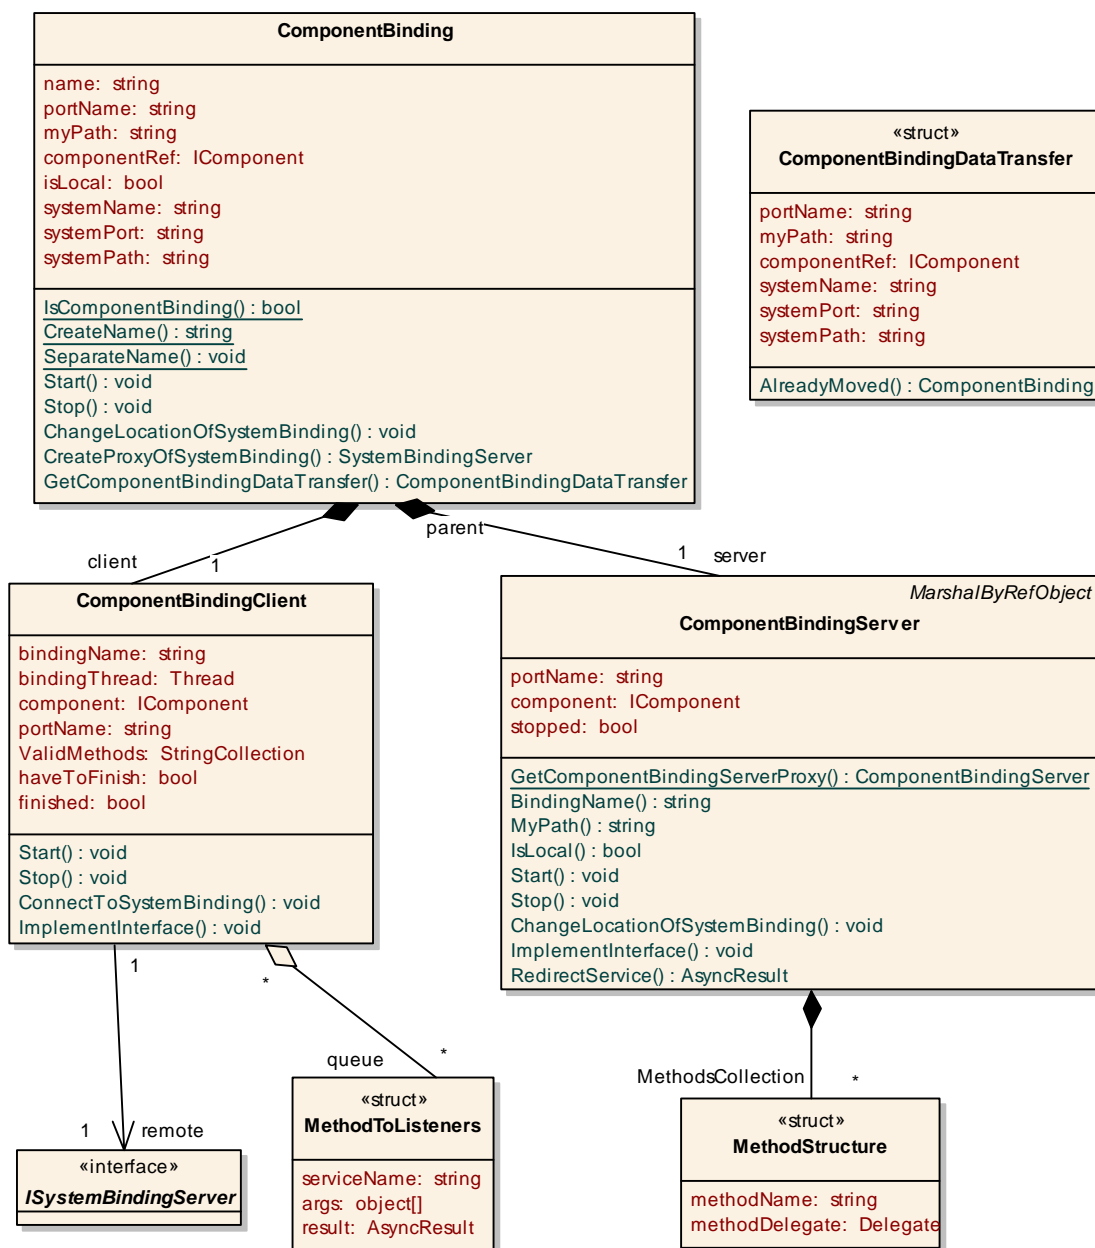 ComponentBinding
name: string
portName: string
myPath: string
componentRef: IComponent
isLocal: bool
systemName: string
systemPort: string
systemPath: string
IsComponentBinding() : bool
CreateName() : string
SeparateName() : void
Start() : void
Stop() : void
ChangeLocationOfSystemBinding() : void
CreateProxyOfSystemBinding() : SystemBindingServer
GetComponentBindingDataTransfer() : ComponentBindingDataTransfer
«struct»
ComponentBindingDataTransfer
portName: string
myPath: string
componentRef: IComponent
systemName: string
systemPort: string
systemPath: string
AlreadyMoved() : ComponentBinding
client
1
parent
1
server
ComponentBindingClient
bindingName: string
bindingThread: Thread
component: IComponent
portName: string
ValidMethods: StringCollection
haveToFinish: bool
finished: bool
Start() : void
Stop() : void
ConnectToSystemBinding() : void
ImplementInterface() : void
MarshalByRefObject
ComponentBindingServer
portName: string
component: IComponent
stopped: bool
GetComponentBindingServerProxy() : ComponentBindingServer
BindingName() : string
MyPath() : string
IsLocal() : bool
Start() : void
Stop() : void
ChangeLocationOfSystemBinding() : void
ImplementInterface() : void
RedirectService() : AsyncResult
1
*
queue
*
MethodsCollection
*
1
remote
«interface»
ISystemBindingServer
«struct»
MethodToListeners
serviceName: string
args: object[]
result: AsyncResult
«struct»
MethodStructure
methodName: string
methodDelegate: Delegate